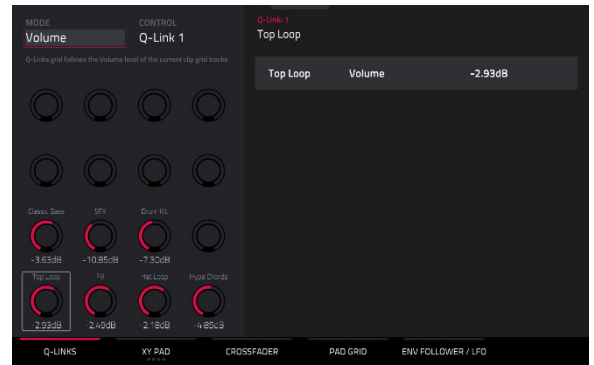 MODE
Volume
CONTROL
Q-Link 1
Q-Links grid follows the Volume level of the current clip grid tracks
Classic Bass
SFX
Drum Kit
-3.63dB
-10.85dB
-7.30dB
Top Loop
Fill
Hat Loop
Hype Chords
-2.93dB
2.49dB
-2.18dB
-4.85dB
Q-Link: 1
Top Loop
Top Loop Volume -2.93dB
Q-LINKS
XY PAD
CROSSFADER
PAD GRID
ENV FOLLOWER / LFO